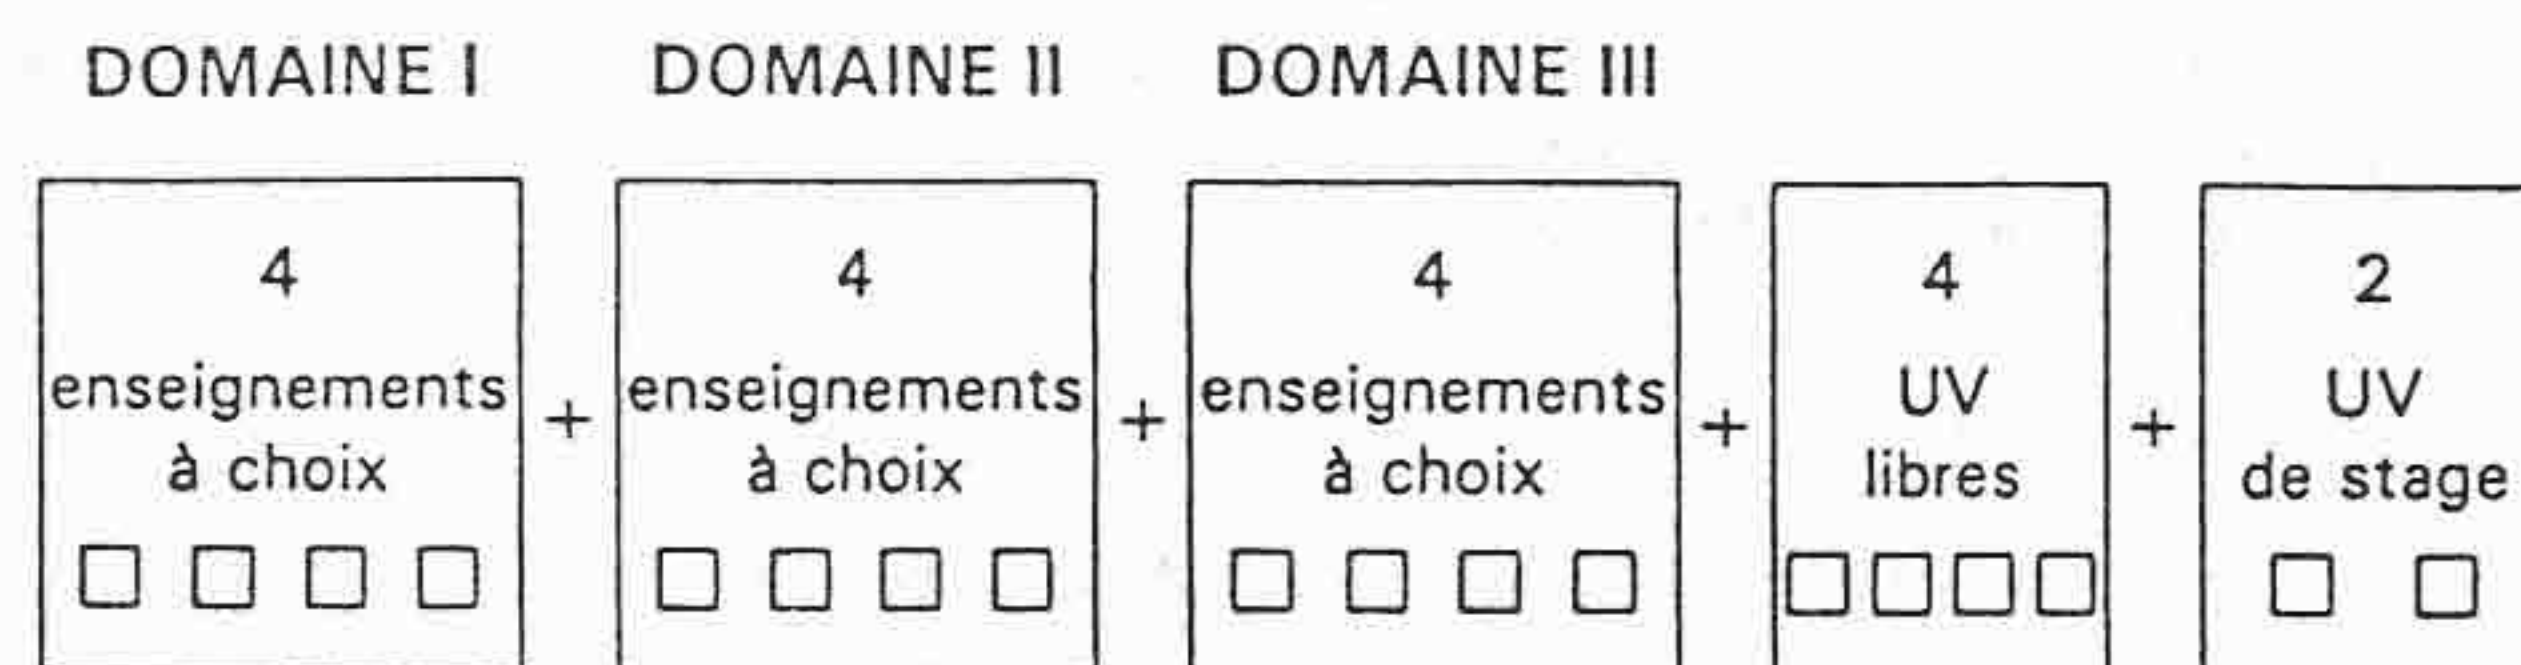 DOMAINE I
DOMAINE II
DOMAINE III
4
enseignements
à choix
+
4
enseignements
à choix
+
4
enseignements
à choix
+
4
UV
libres
+
2
UV
de stage